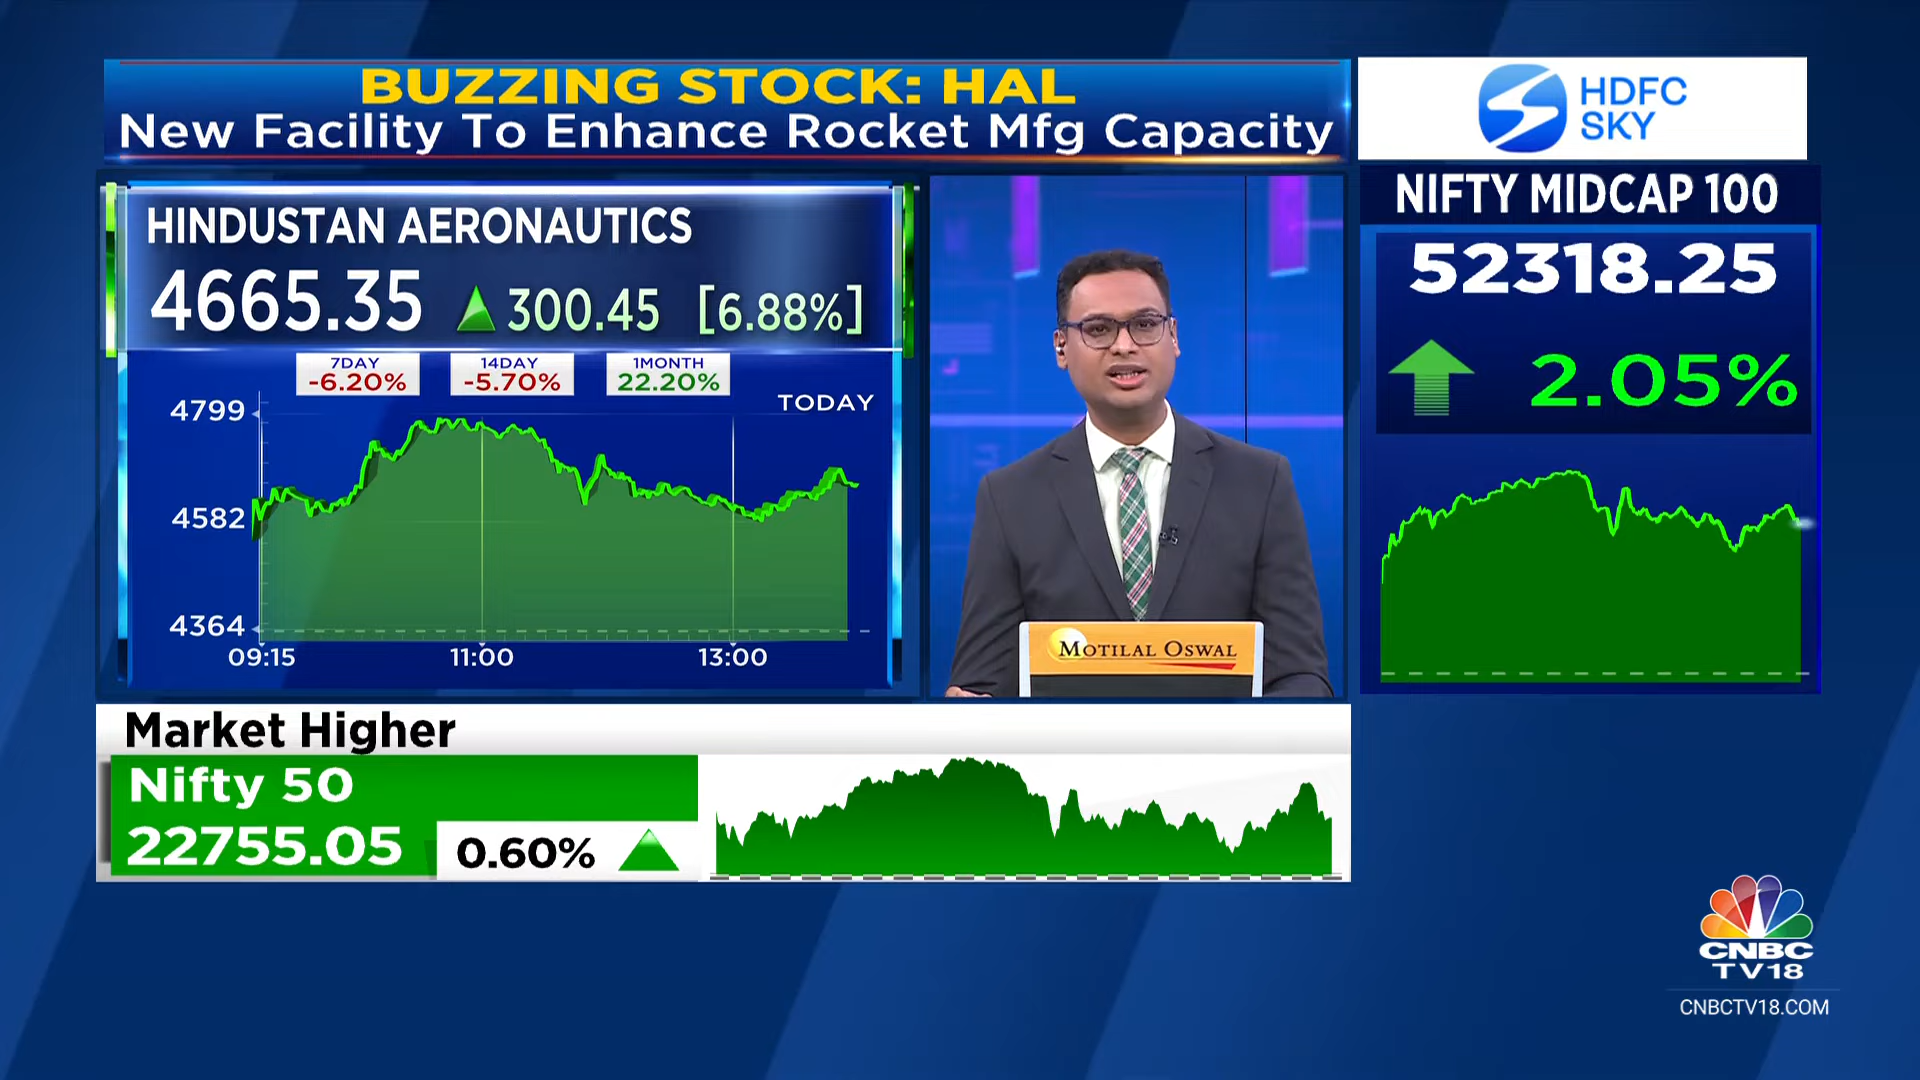 BUZZING STOCK: HAL
New Facility To Enhance Rocket Mfg Capacity
HDFC
SKY
HINDUSTAN AERONAUTICS
4665.35 ▲ 300.45 [6.88%]
7DAY
-6.20%
14DAY
-5.70%
1MONTH
22.20%
TODAY
4799
4582
4364
09:15 11:00 13:00
MOTILAL OSWAL
NIFTY MIDCAP 100
52318.25
2.05%
Market Higher
Nifty 50
22755.05 0.60%
CNBC
TV18
CNBCTV18.COM